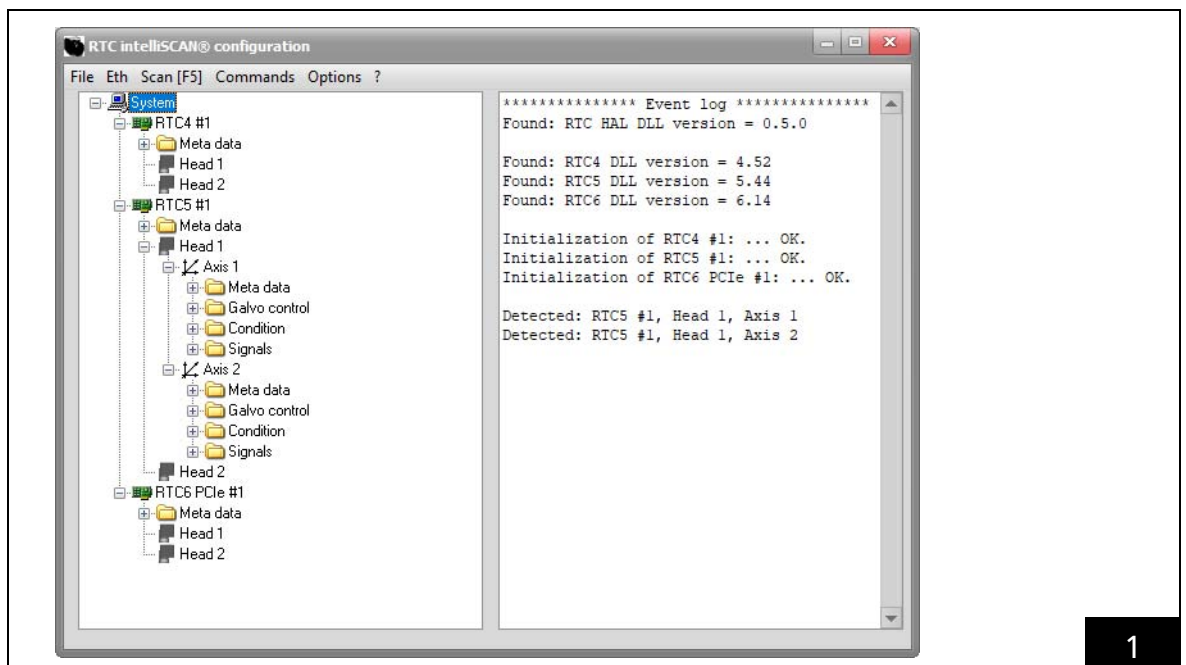 RTC intelliSCAN® configuration
File Eth Scan [F5] Commands Options ?
System
RTC4 #1
Meta data
Head 1
Head 2
RTC5 #1
Meta data
Head 1
Axis 1
Meta data
Galvo control
Condition
Signals
Axis 2
Meta data
Galvo control
Condition
Signals
Head 2
RTC6 PCIe #1
Meta data
Head 1
Head 2
*************** Event log ***************
Found: RTC HAL DLL version = 0.5.0
Found: RTC4 DLL version = 4.52
Found: RTC5 DLL version = 5.44
Found: RTC6 DLL version = 6.14
Initialization of RTC4 #1: ... OK.
Initialization of RTC5 #1: ... OK.
Initialization of RTC6 PCIe #1: ... OK.
Detected: RTC5 #1, Head 1, Axis 1
Detected: RTC5 #1, Head 1, Axis 2
1